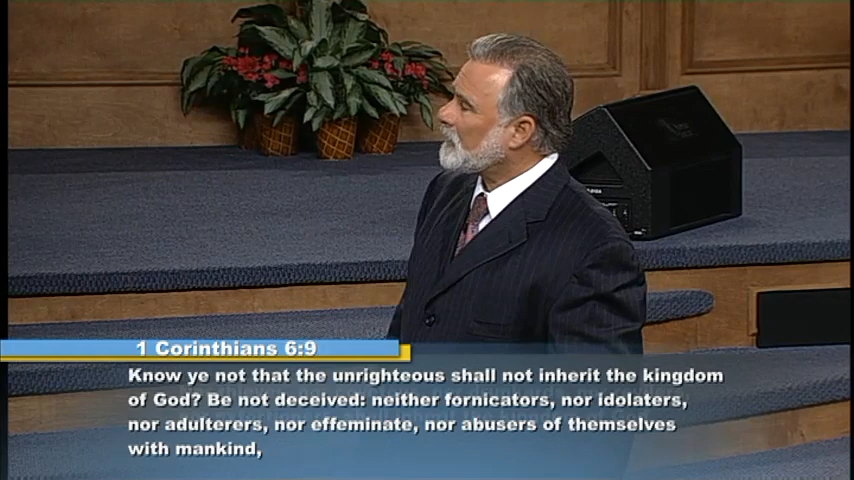 1 Corinthians 6:9
Know ye not that the unrighteous shall not inherit the kingdom
of God? Be not deceived: neither fornicators, nor idolaters,
nor adulterers, nor effeminate, nor abusers of themselves
with mankind,